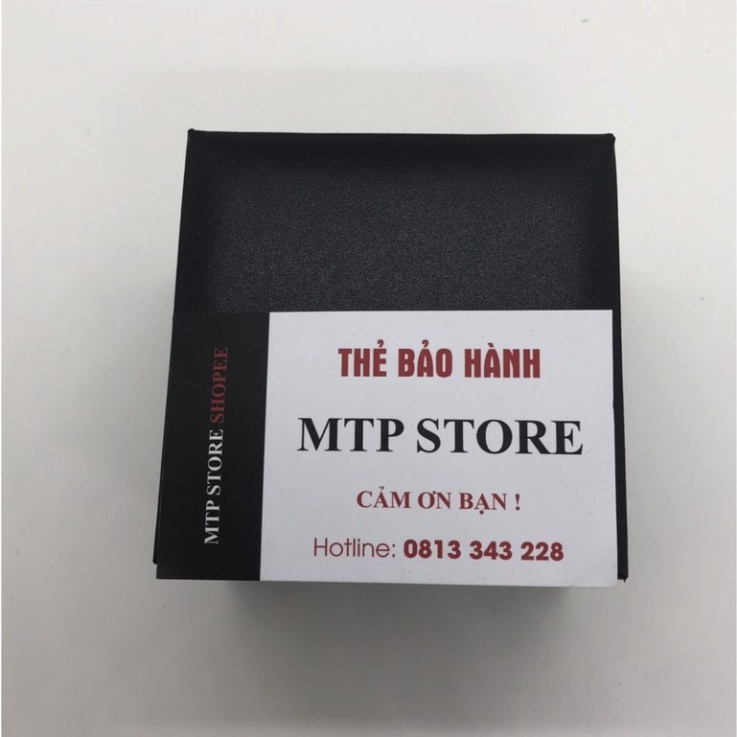 MTP STORE SHOPEE
THẺ BẢO HÀNH
MTP STORE
CẢM ƠN BẠN !
Hotline: 0813 343 228